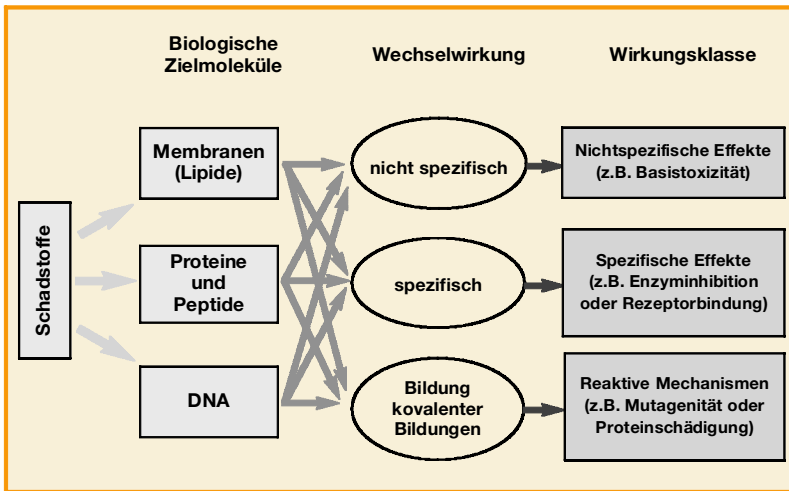 Biologische
Zielmoleküle
Wechselwirkung
Wirkungsklasse
Schadstoffe
Membranen
(Lipide)
Proteine
und
Peptide
DNA
nicht spezifisch
spezifisch
Bildung
kovalenter
Bildungen
Nichtspezifische Effekte
(z.B. Basistoxizität)
Spezifische Effekte
(z.B. Enzyminhibition
oder Rezeptorbindung)
Reaktive Mechanismen
(z.B. Mutagenität oder
Proteinschädigung)